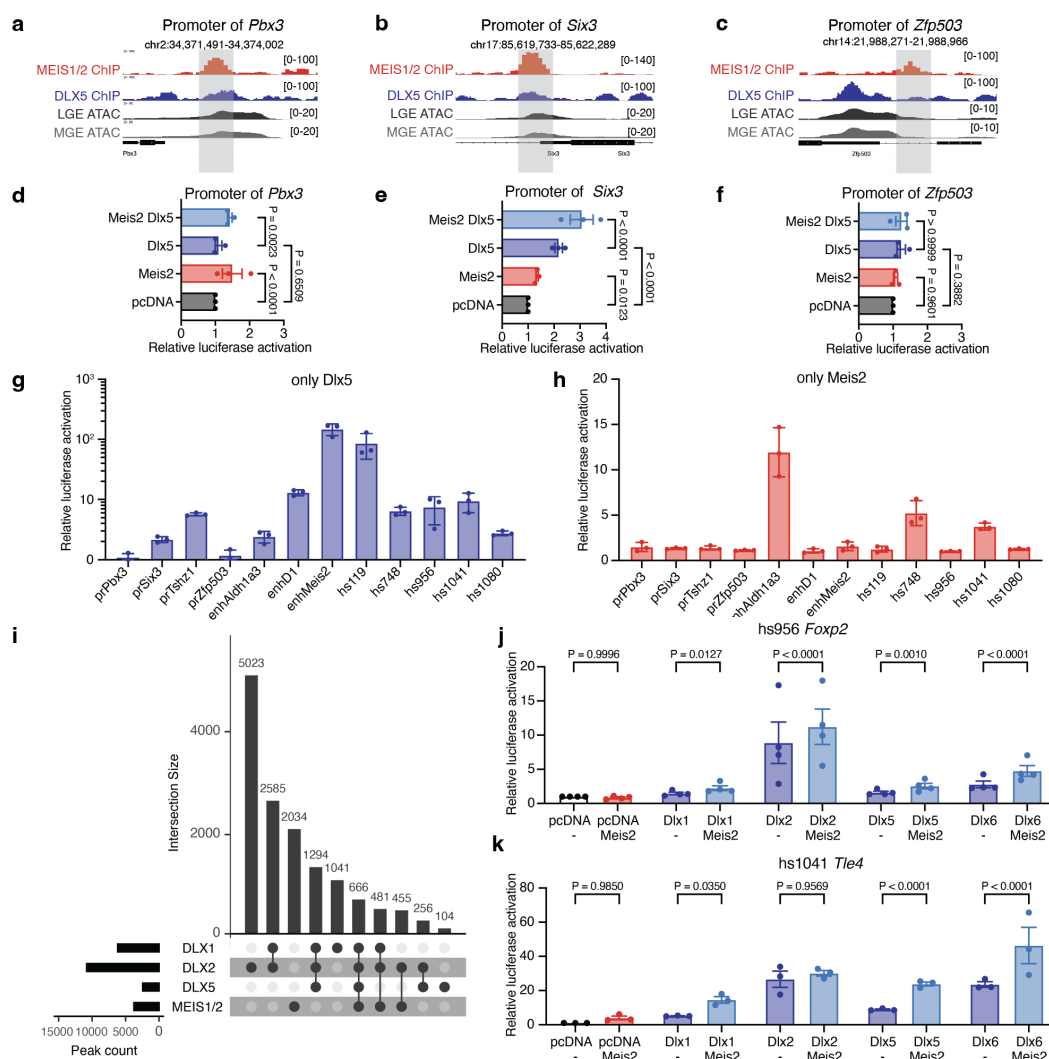 a
Promoter of Pbx3
chr2:34,371,491-34,374,002
MEIS1/2 ChIP
[0-100]
DLX5 ChIP
[0-100]
LGE ATAC
[0-20]
MGE ATAC
[0-20]
Pbx3
b
Promoter of Six3
chr17:85,619,733-85,622,289
MEIS1/2 ChIP
[0-140]
DLX5 ChIP
[0-100]
LGE ATAC
[0-20]
MGE ATAC
[0-20]
Six3
Six3
c
Promoter of Zfp503
chr14:21,988,271-21,988,966
MEIS1/2 ChIP
[0-100]
DLX5 ChIP
[0-100]
LGE ATAC
[0-10]
MGE ATAC
[0-10]
Zfp503
d
Promoter of Pbx3
Meis2 Dlx5
Dlx5
Meis2
pcDNA
P = 0.0023
P < 0.0001
P = 0.6509
0 1 2 3
Relative luciferase activation
e
Promoter of Six3
Meis2 Dlx5
Dlx5
Meis2
pcDNA
P < 0.0001
P = 0.0123
P < 0.0001
0 1 2 3 4
Relative luciferase activation
f
Promoter of Zfp503
Meis2 Dlx5
Dlx5
Meis2
pcDNA
P > 0.9999
P = 0.9601
P = 0.3882
0 1 2 3
Relative luciferase activation
g
only Dlx5
Relative luciferase activation
10³
10²
10
0
prPbx3 prSix3 prTshz1 prZfp503 enhAldh1a3 enhD1 enhMeis2 hs119 hs748 hs956 hs1041 hs1080
h
only Meis2
Relative luciferase activation
20
15
10
5
0
prPbx3 prSix3 prTshz1 prZfp503 enhAldh1a3 enhD1 enhMeis2 hs119 hs748 hs956 hs1041 hs1080
i
Intersection Size
4000
2000
0
5023
2585
2034
1294
1041
666
481
455
256
104
DLX1
DLX2
DLX5
MEIS1/2
15000 10000 5000 0
Peak count
j
hs956 Foxp2
Relative luciferase activation
20
15
10
5
0
P = 0.9996 P = 0.0127 P < 0.0001 P = 0.0010 P < 0.0001
pcDNA pcDNA Dlx1 Dlx1 Dlx2 Dlx2 Dlx5 Dlx5 Dlx6 Dlx6
- Meis2 - Meis2 - Meis2 - Meis2 - Meis2
k
hs1041 Tle4
Relative luciferase activation
80
60
40
20
0
P = 0.9850 P = 0.0350 P = 0.9569 P < 0.0001 P < 0.0001
pcDNA pcDNA Dlx1 Dlx1 Dlx2 Dlx2 Dlx5 Dlx5 Dlx6 Dlx6
- Meis2 - Meis2 - Meis2 - Meis2 - Meis2